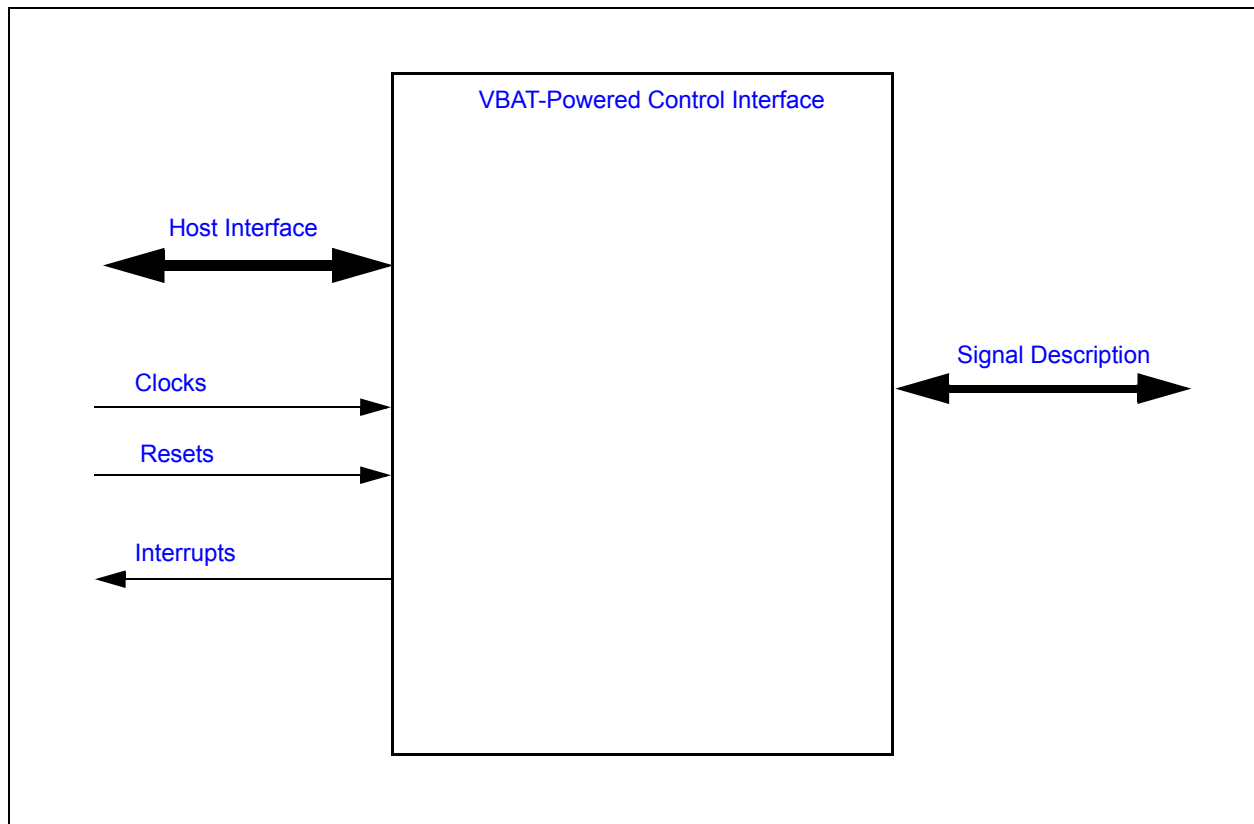 VBAT-Powered Control Interface
Host Interface
Signal Description
Clocks
Resets
Interrupts